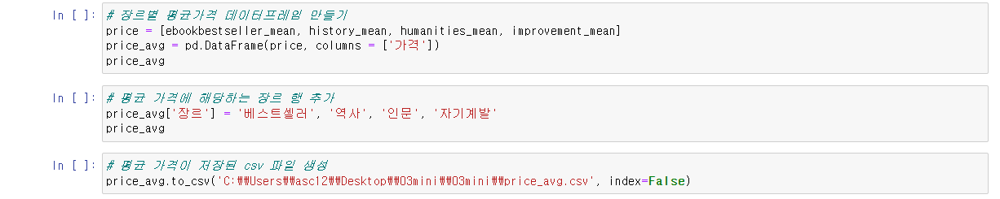 In [ ]: # 장르별 평균가격 데이터프레임 만들기
price = [ebookbestseller_mean, history_mean, humanities_mean, improvement_mean]
price_avg = pd.DataFrame(price, columns = ['가격'])
price_avg
In [ ]: # 평균 가격에 해당하는 장르 행 추가
price_avg['장르'] = '베스트셀러', '역사', '인문', '자기계발'
price_avg
In [ ]: # 평균 가격이 저장된 csv 파일 생성
price_avg.to_csv('C:₩₩Users₩₩asc12₩₩Desktop₩₩03mini₩₩03mini₩₩price_avg.csv', index=False)